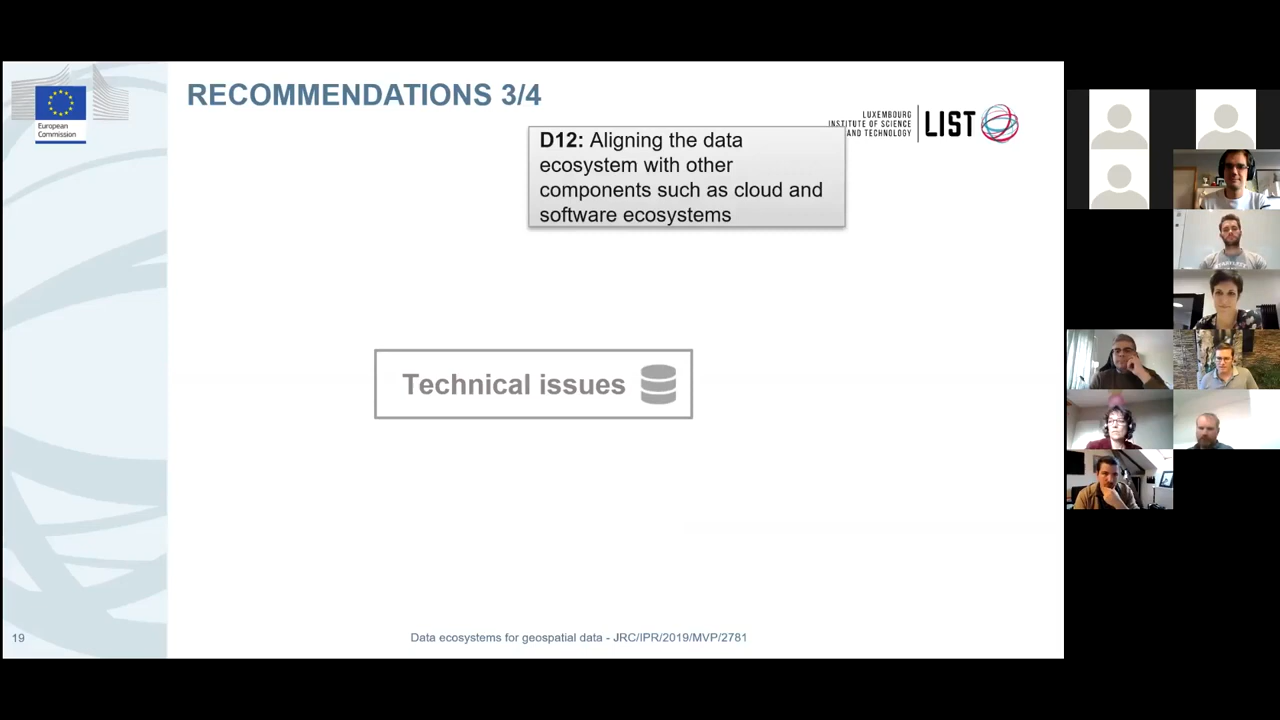 RECOMMENDATIONS 3/4
European
Commission
LUXEMBOURG
INSTITUTE OF SCIENCE
AND TECHNOLOGY
LIST
D12: Aligning the data
ecosystem with other
components such as cloud and
software ecosystems
Technical issues
19
Data ecosystems for geospatial data - JRC/IPR/2019/MVP/2781